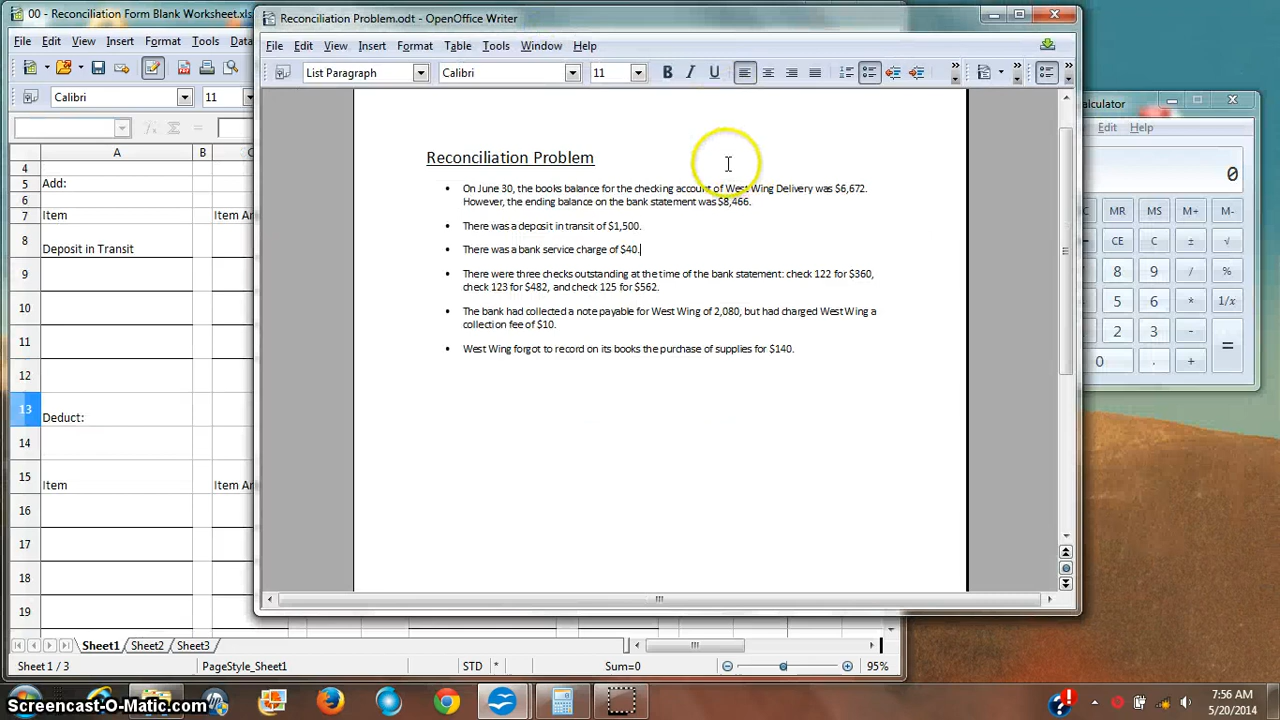 00 - Reconciliation Form Blank Worksheet.xls
Reconciliation Problem.odt - OpenOffice Writer
File Edit View Insert Format Tools Data
File Edit View Insert Format Table Tools Window Help
List Paragraph Calibri 11 B I U
Calibri 11
A B
4
5 Add:
6
7 Item Item
8 Deposit in Transit
9
10
11
12
13 Deduct:
14
15 Item Item
16
17
18
19
Reconciliation Problem
• On June 30, the books balance for the checking account of West Wing Delivery was $6,672.
However, the ending balance on the bank statement was $8,466.
• There was a deposit in transit of $1,500.
• There was a bank service charge of $40.
• There were three checks outstanding at the time of the bank statement: check 122 for $360,
check 123 for $482, and check 125 for $562.
• The bank had collected a note payable for West Wing of 2,080, but had charged West Wing a
collection fee of $10.
• West Wing forgot to record on its books the purchase of supplies for $140.
Edit Help
0
MR MS M+ M-
CE C
8 9 /
5 6 * 1/x
2 3 - =
0 . +
Sheet1 Sheet2 Sheet3
Sheet 1 / 3 PageStyle_Sheet1 STD * Sum=0 95%
Screencast-O-Matic.com
7:56 AM
5/20/2014